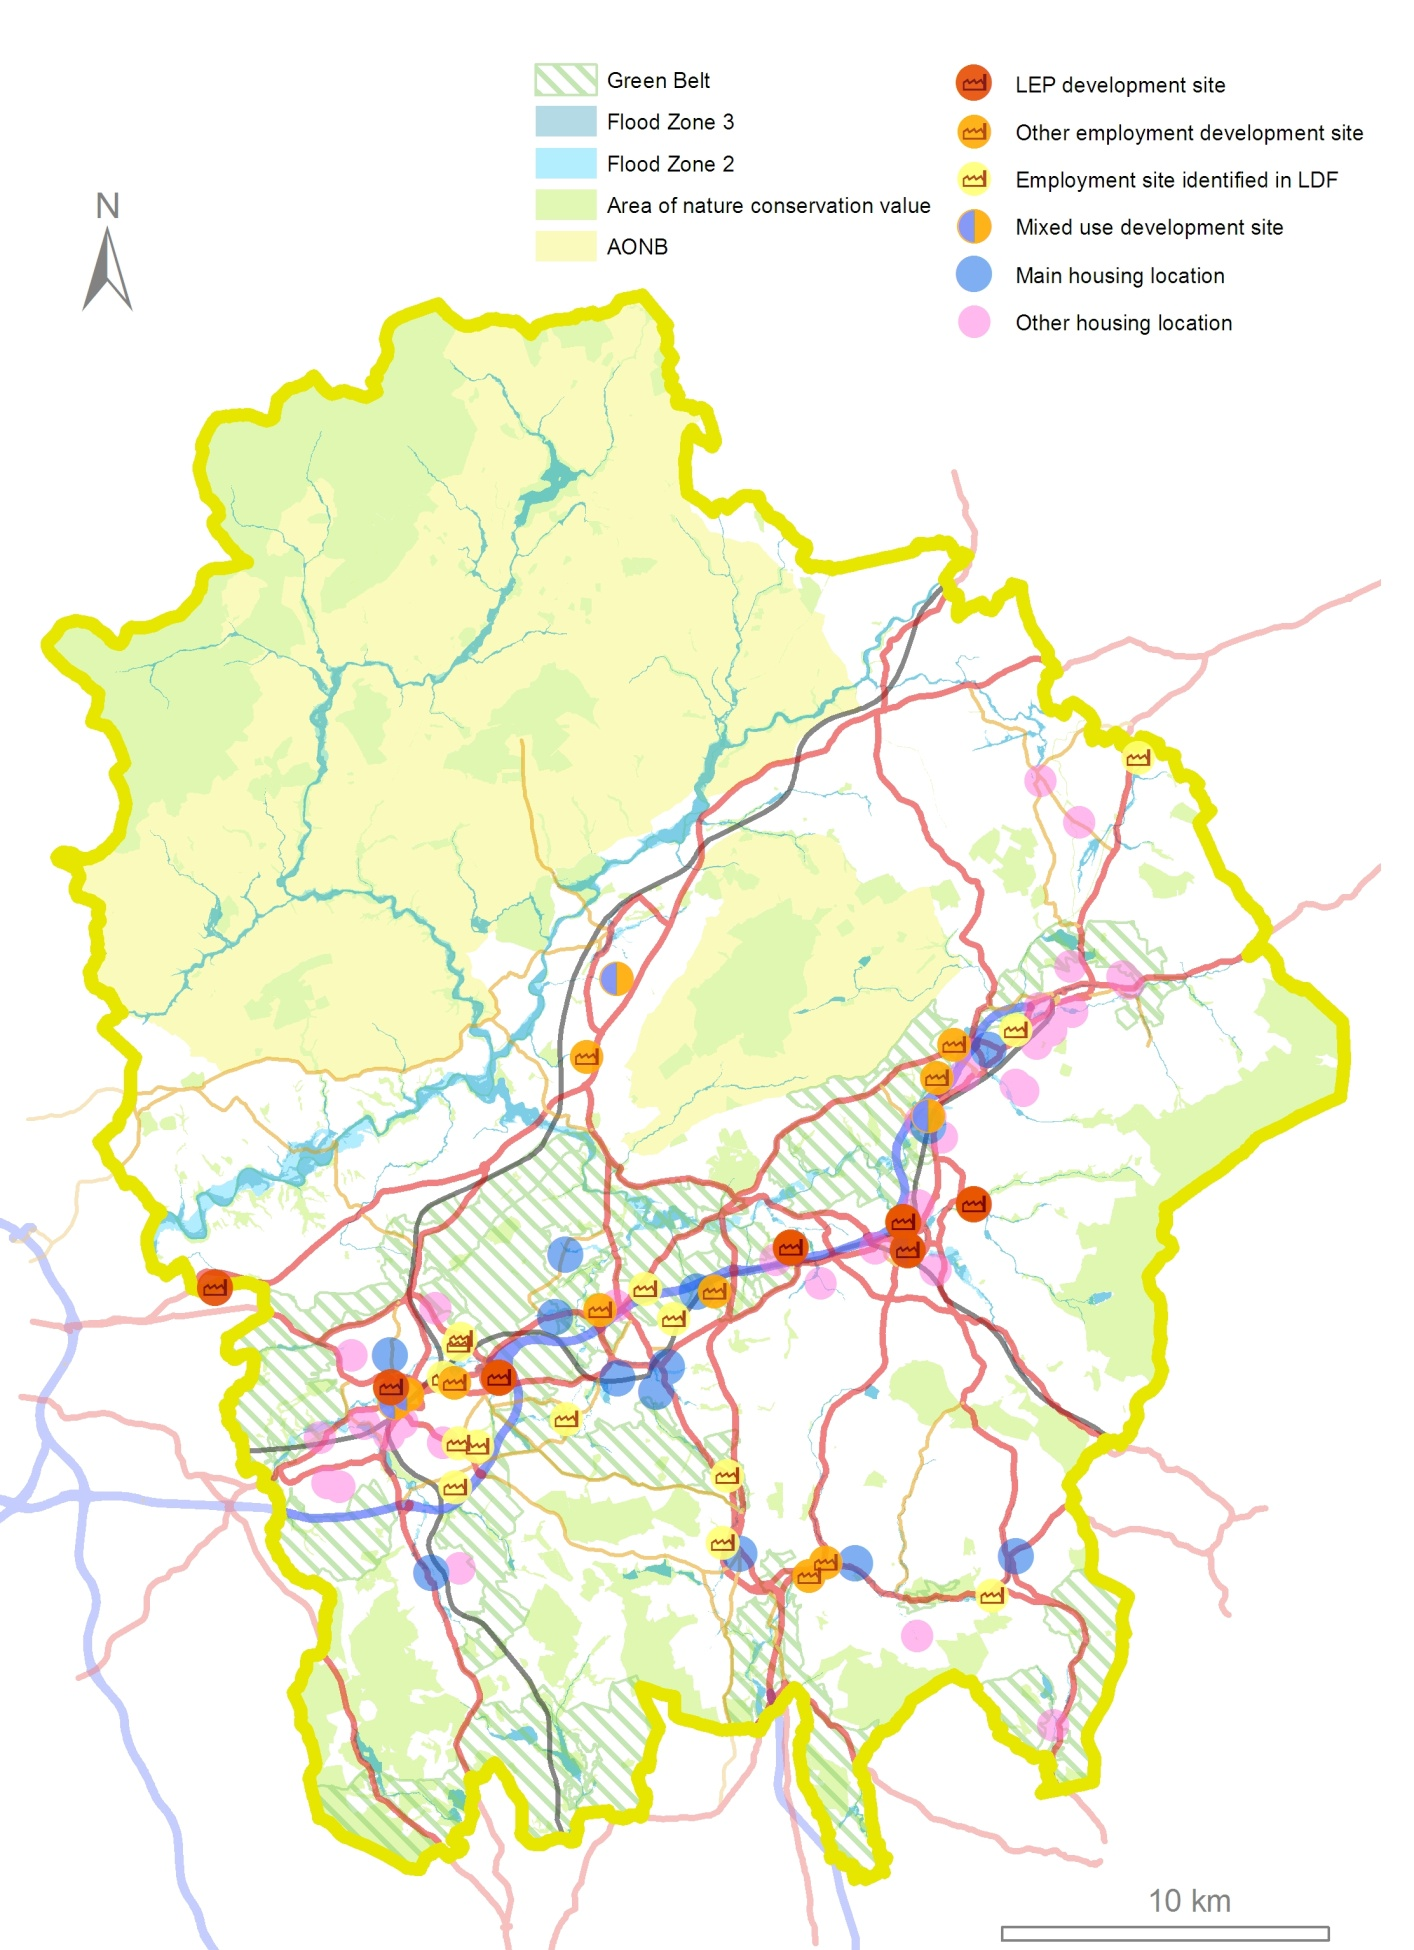 Green Belt
Flood Zone 3
Flood Zone 2
Area of nature conservation value
AONB
LEP development site
Other employment development site
Employment site identified in LDF
Mixed use development site
Main housing location
Other housing location
N
10 km